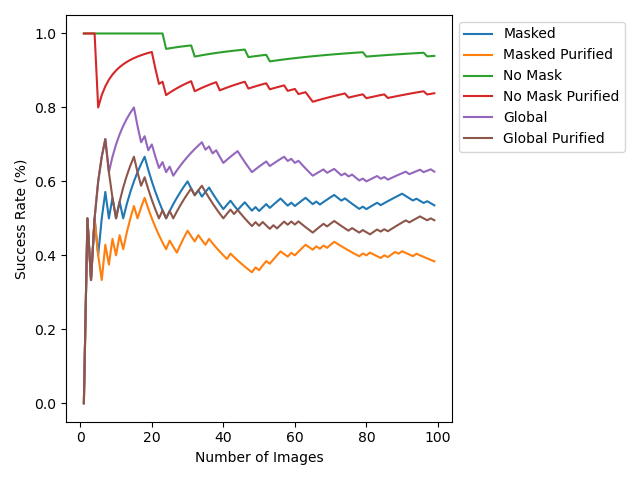 Success Rate (%)
1.0
0.8
0.6
0.4
0.2
0.0
0
20
40
60
80
100
Number of Images
Masked
Masked Purified
No Mask
No Mask Purified
Global
Global Purified